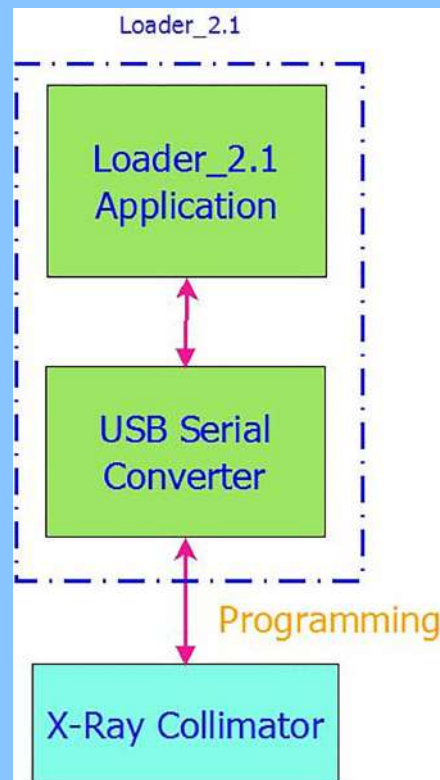 Loader_2.1
Loader_2.1
Application
USB Serial
Converter
Programming
X-Ray Collimator